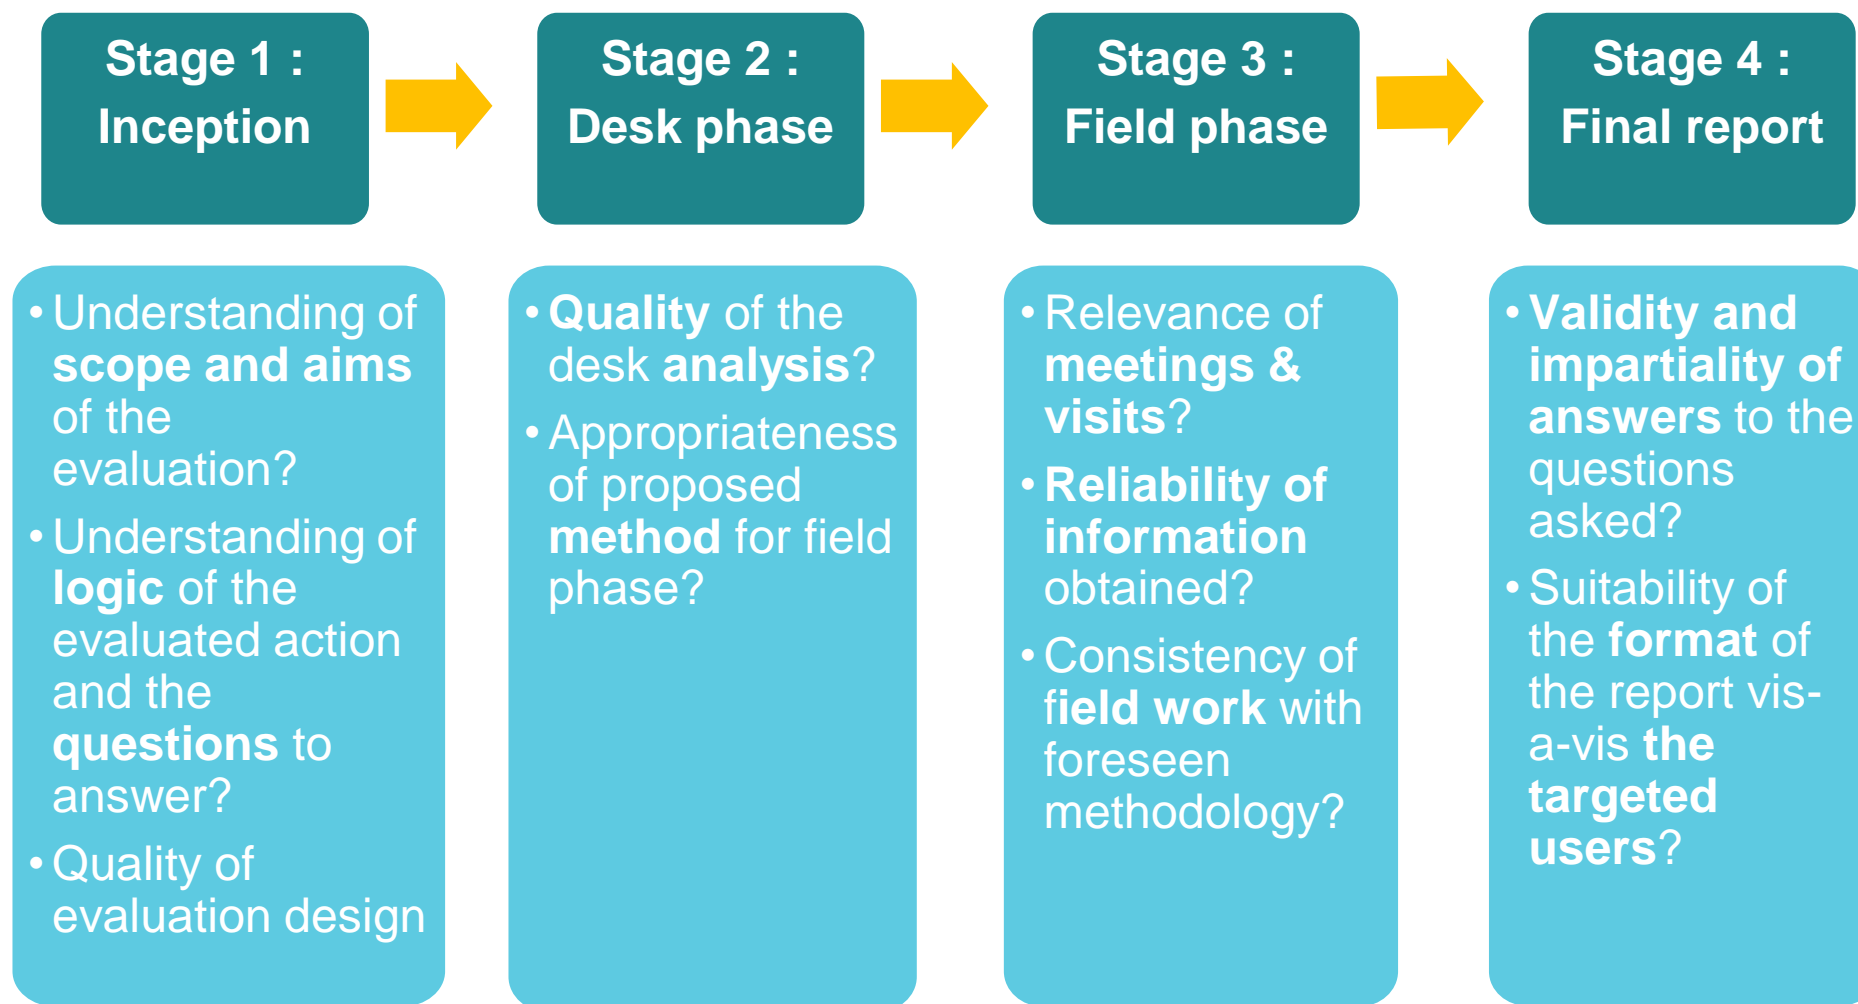 Stage 1 :
Inception
Stage 2 :
Desk phase
Stage 3 :
Field phase
Stage 4 :
Final report
• Understanding of
scope and aims
of the
evaluation?
• Understanding of
logic of the
evaluated action
and the
questions to
answer?
• Quality of
evaluation design
• Quality of the
desk analysis?
• Appropriateness
of proposed
method for field
phase?
• Relevance of
meetings &
visits?
• Reliability of
information
obtained?
• Consistency of
field work with
foreseen
methodology?
• Validity and
impartiality of
answers to the
questions
asked?
• Suitability of
the format of
the report vis-
a-vis the
targeted
users?